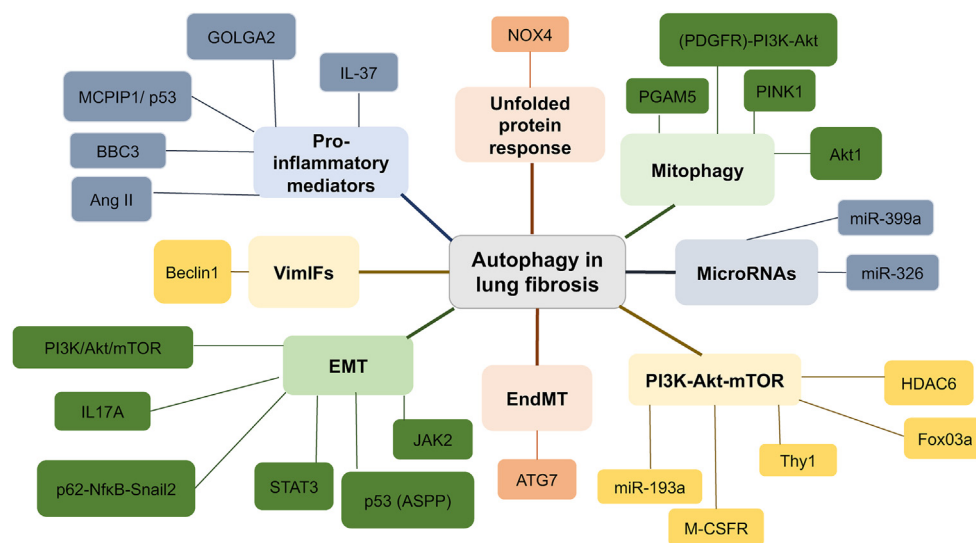 GOLGA2
NOX4
(PDGFR)-PI3K-Akt
IL-37
MCPIP1/ p53
PGAM5
PINK1
Unfolded
protein
response
Pro-
inflammatory
mediators
BBC3
Mitophagy
Akt1
Ang II
miR-399a
Autophagy in
lung fibrosis
Beclin1
VimIFs
MicroRNAs
miR-326
PI3K/Akt/mTOR
EMT
PI3K-Akt-mTOR
HDAC6
IL17A
EndMT
JAK2
Fox03a
Thy1
p62-NfκB-Snail2
STAT3
p53 (ASPP)
ATG7
miR-193a
M-CSFR